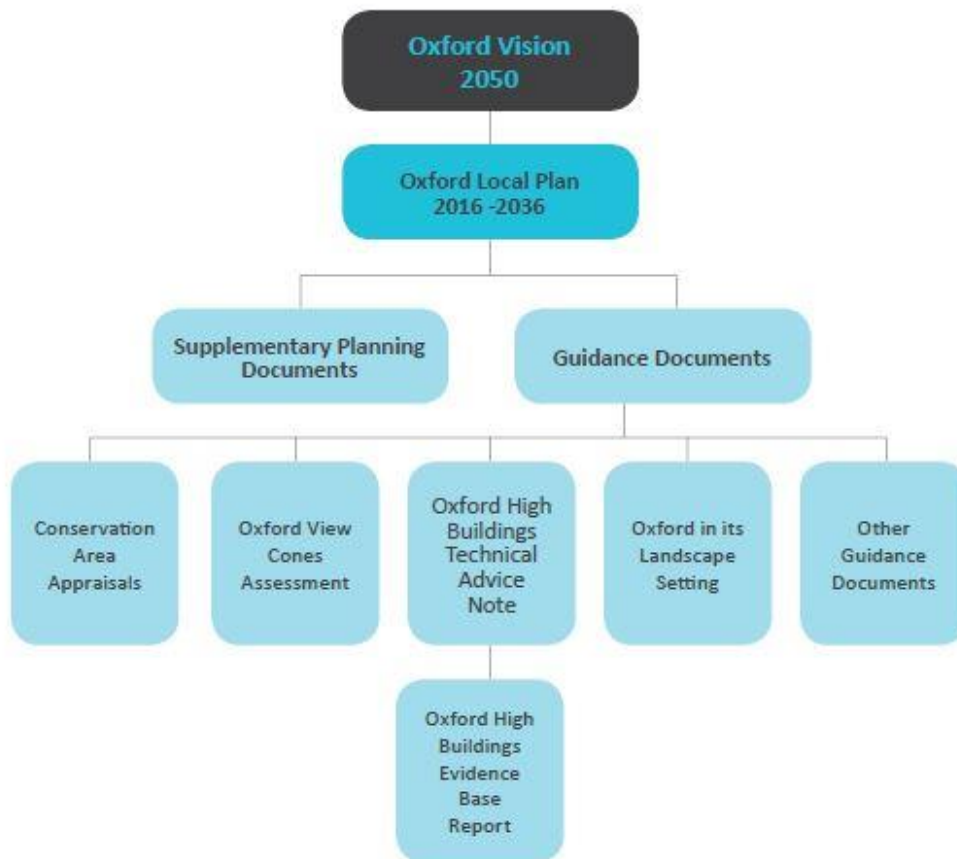 Oxford Vision
2050
Oxford Local Plan
2016 -2036
Supplementary Planning
Documents
Guidance Documents
Conservation
Area
Appraisals
Oxford View
Cones
Assessment
Oxford High
Buildings
Technical
Advice
Note
Oxford in its
Landscape
Setting
Other
Guidance
Documents
Oxford High
Buildings
Evidence
Base
Report